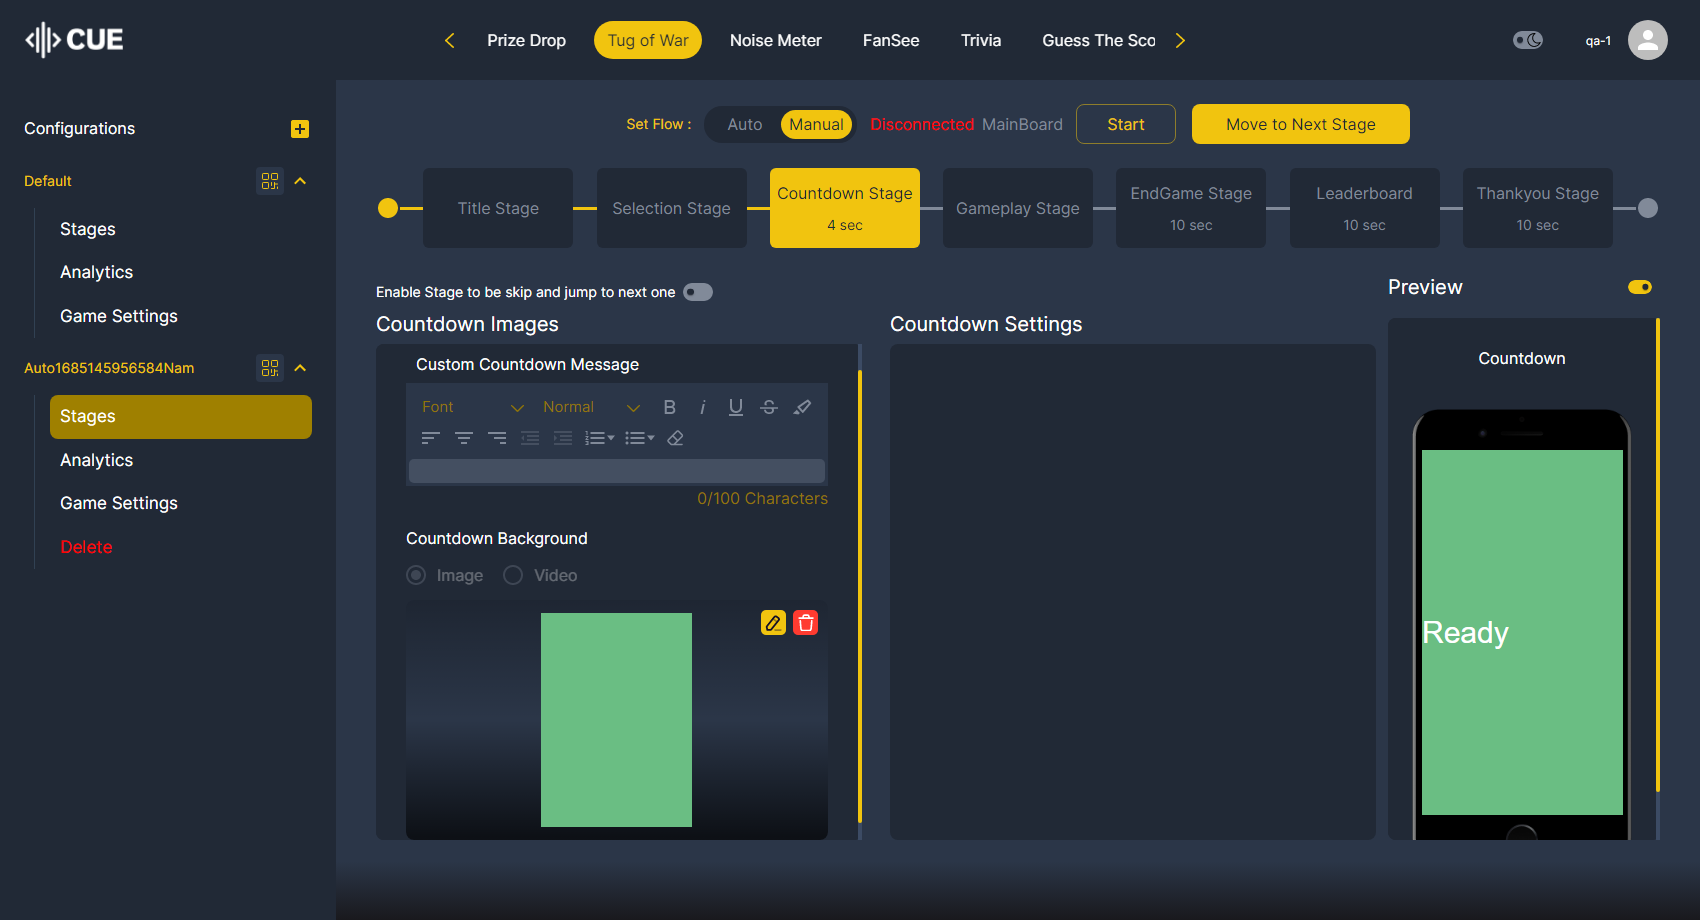 CUE
Prize Drop
Tug of War
Noise Meter
FanSee
Trivia
Guess The Sco
qa-1
Configurations
Default
Stages
Analytics
Game Settings
Auto1685145956584Nam
Stages
Analytics
Game Settings
Delete
Set Flow :
Auto
Manual
Disconnected MainBoard
Start
Move to Next Stage
Title Stage
Selection Stage
Countdown Stage
4 sec
Gameplay Stage
EndGame Stage
10 sec
Leaderboard
10 sec
Thankyou Stage
10 sec
Enable Stage to be skip and jump to next one
Countdown Images
Custom Countdown Message
Font
Normal
B
i
U
S
0/100 Characters
Countdown Background
Image
Video
Countdown Settings
Preview
Countdown
Ready